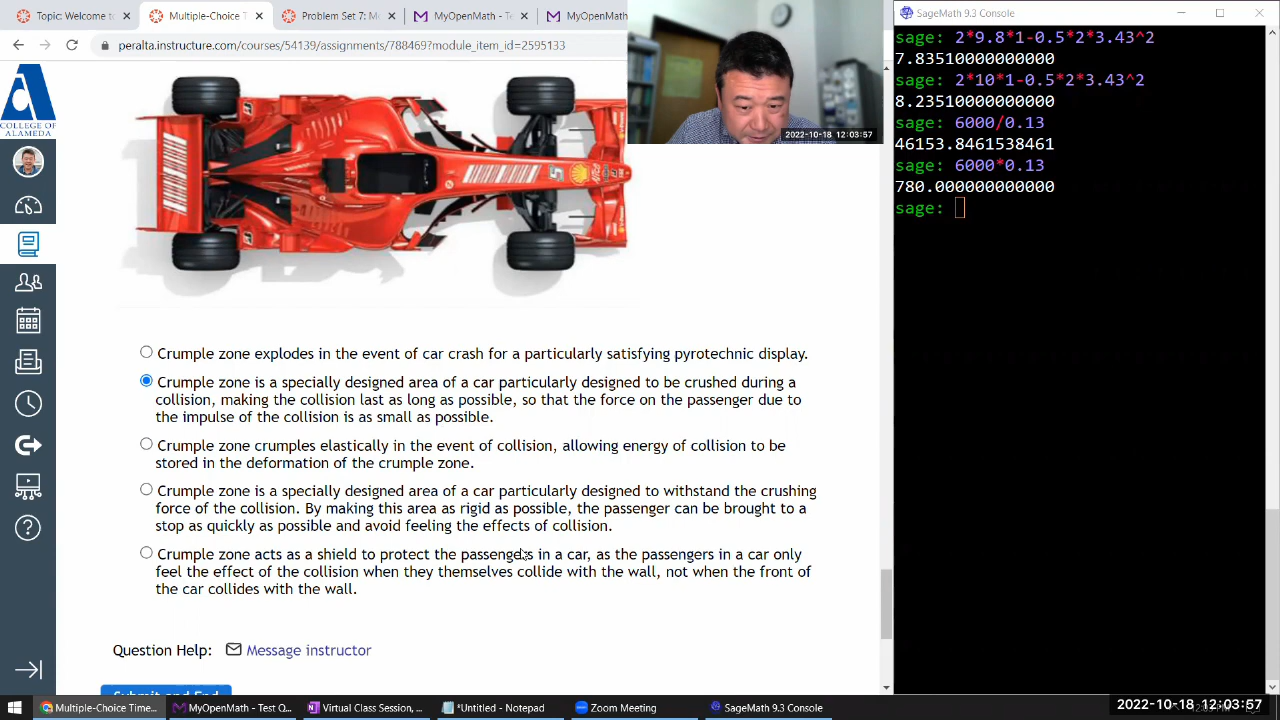 Topic Welcome t
Multiple-Choice T
Problem Set 7, Im
MyOpenMath
MyOpenMath
SageMath 9.3 Console
2022-10-18 12:03:57
COLLEGE OF
ALAMEDA
sage: 2*9.8*1-0.5*2*3.43^2
7.83510000000000
sage: 2*10*1-0.5*2*3.43^2
8.23510000000000
sage: 6000/0.13
46153.8461538461
sage: 6000*0.13
780.000000000000
sage:
Crumple zone explodes in the event of car crash for a particularly satisfying pyrotechnic display.
Crumple zone is a specially designed area of a car particularly designed to be crushed during a
collision, making the collision last as long as possible, so that the force on the passenger due to
the impulse of the collision is as small as possible.
Crumple zone crumples elastically in the event of collision, allowing energy of collision to be
stored in the deformation of the crumple zone.
Crumple zone is a specially designed area of a car particularly designed to withstand the crushing
force of the collision. By making this area as rigid as possible, the passenger can be brought to a
stop as quickly as possible and avoid feeling the effects of collision.
Crumple zone acts as a shield to protect the passengers in a car, as the passengers in a car only
feel the effect of the collision when they themselves collide with the wall, not when the front of
the car collides with the wall.
Question Help: Message instructor
Submit and End
Multiple-Choice Time...
MyOpenMath - Test Q...
Virtual Class Session, ...
*Untitled - Notepad
Zoom Meeting
SageMath 9.3 Console
2022-10-18 12:03:57